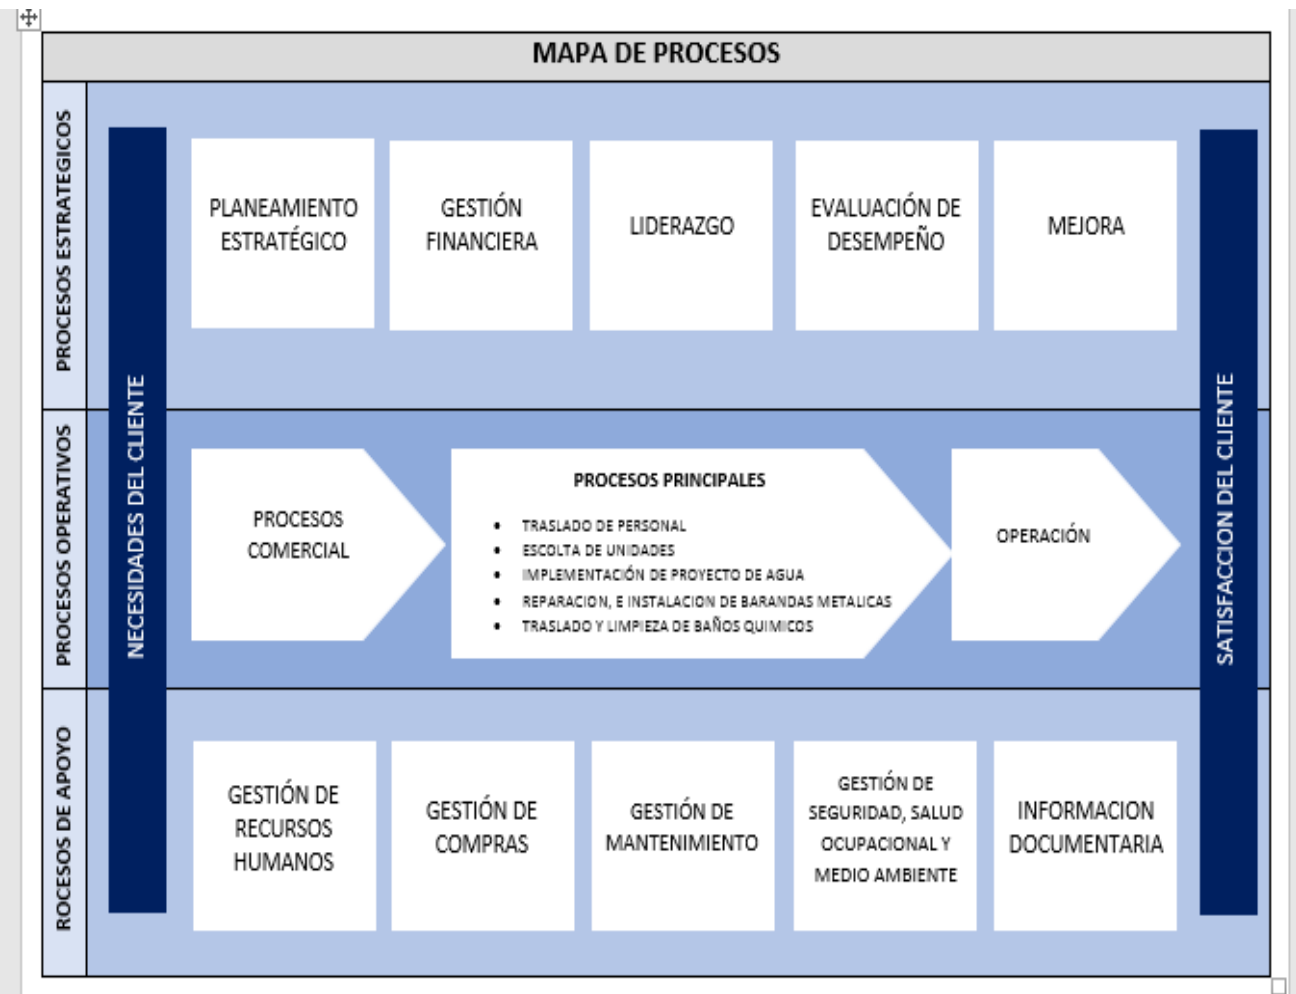 MAPA DE PROCESOS
PROCESOS ESTRATEGICOS
NECESIDADES DEL CLIENTE
PLANEAMIENTO
ESTRATÉGICO
GESTIÓN
FINANCIERA
LIDERAZGO
EVALUACIÓN DE
DESEMPEÑO
MEJORA
SATISFACCION DEL CLIENTE
PROCESOS OPERATIVOS
PROCESOS
COMERCIAL
PROCESOS PRINCIPALES
• TRASLADO DE PERSONAL
• ESCOLTA DE UNIDADES
• IMPLEMENTACIÓN DE PROYECTO DE AGUA
• REPARACION, E INSTALACION DE BARANDAS METALICAS
• TRASLADO Y LIMPIEZA DE BAÑOS QUIMICOS
OPERACIÓN
ROCESOS DE APOYO
GESTIÓN DE
RECURSOS
HUMANOS
GESTIÓN DE
COMPRAS
GESTIÓN DE
MANTENIMIENTO
GESTIÓN DE
SEGURIDAD, SALUD
OCUPACIONAL Y
MEDIO AMBIENTE
INFORMACION
DOCUMENTARIA